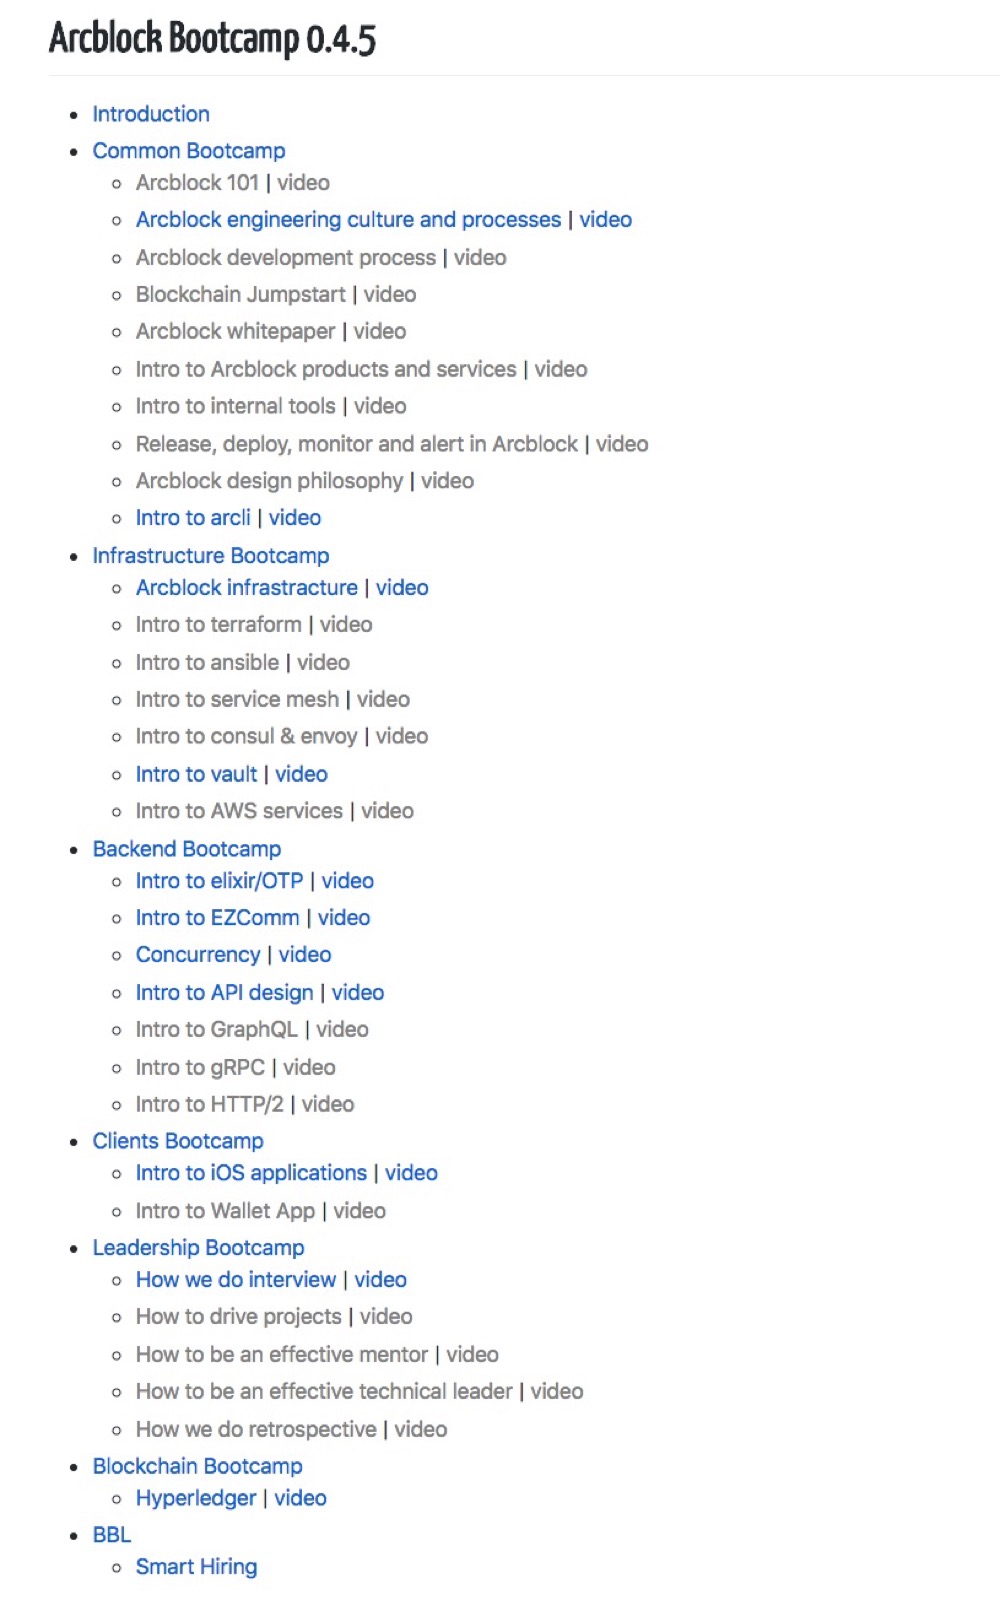 Arcblock Bootcamp 0.4.5
Introduction
Common Bootcamp
Arcblock 101 | video
Arcblock engineering culture and processes | video
Arcblock development process | video
Blockchain Jumpstart | video
Arcblock whitepaper | video
Intro to Arcblock products and services | video
Intro to internal tools | video
Release, deploy, monitor and alert in Arcblock | video
Arcblock design philosophy | video
Intro to arcli | video
Infrastructure Bootcamp
Arcblock infrastracture | video
Intro to terraform | video
Intro to ansible | video
Intro to service mesh | video
Intro to consul & envoy | video
Intro to vault | video
Intro to AWS services | video
Backend Bootcamp
Intro to elixir/OTP | video
Intro to EZComm | video
Concurrency | video
Intro to API design | video
Intro to GraphQL | video
Intro to gRPC | video
Intro to HTTP/2 | video
Clients Bootcamp
Intro to iOS applications | video
Intro to Wallet App | video
Leadership Bootcamp
How we do interview | video
How to drive projects | video
How to be an effective mentor | video
How to be an effective technical leader | video
How we do retrospective | video
Blockchain Bootcamp
Hyperledger | video
BBL
Smart Hiring